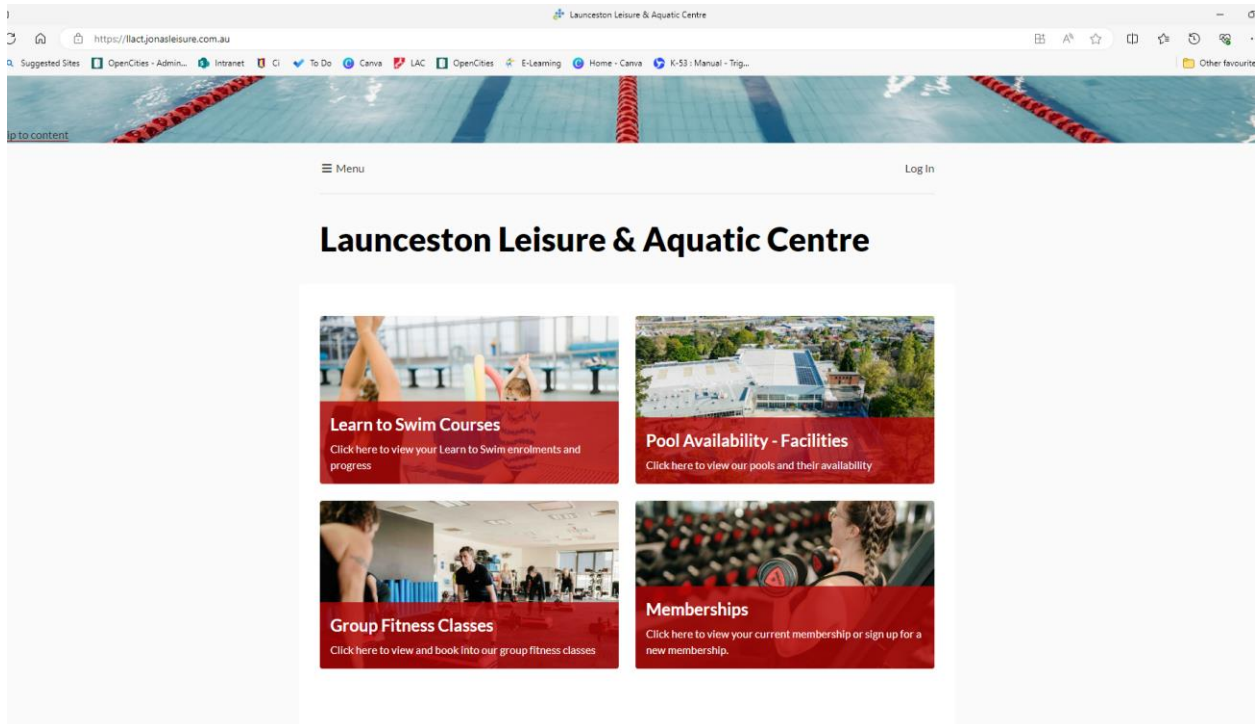 Launceston Leisure & Aquatic Centre
https://llact.jonasleisure.com.au
Suggested Sites OpenCities - Admin... Intranet Ci To Do Canva LAC OpenCities E-Learning Home - Canva K-53 : Manual - Trig... Other favourite
ip to content
Menu Log In
Launceston Leisure & Aquatic Centre
Learn to Swim Courses
Click here to view your Learn to Swim enrolments and
progress
Pool Availability - Facilities
Click here to view our pools and their availability
Group Fitness Classes
Click here to view and book into our group fitness classes
Memberships
Click here to view your current membership or sign up for a
new membership.